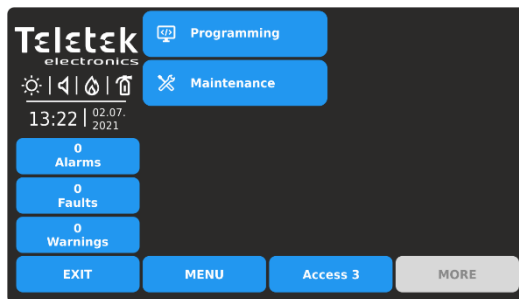 Teletek
electronics
13:22
02.07.
2021
0
Alarms
0
Faults
0
Warnings
Programming
Maintenance
EXIT
MENU
Access 3
MORE